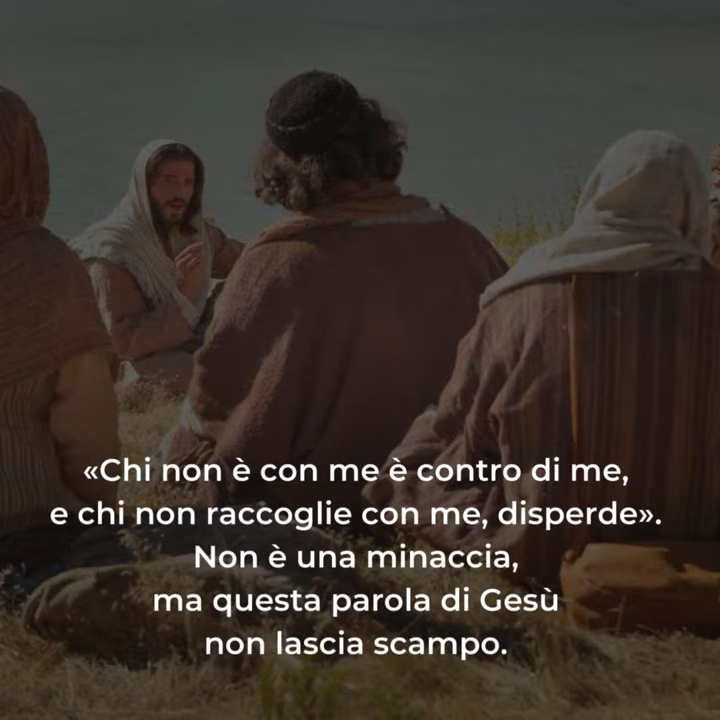 «Chi non è con me è contro di me,
e chi non raccoglie con me, disperde».
Non è una minaccia,
ma questa parola di Gesù
non lascia scampo.